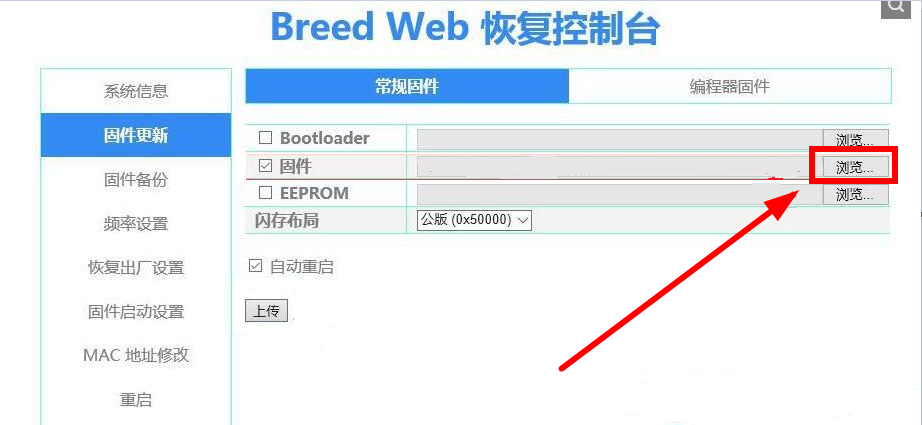 Breed Web 恢复控制台
系统信息
固件更新
固件备份
频率设置
恢复出厂设置
固件启动设置
MAC 地址修改
重启
常规固件 编程器固件
Bootloader 浏览...
固件 浏览...
EEPROM 浏览...
闪存布局 公版 (0x50000)
自动重启
上传